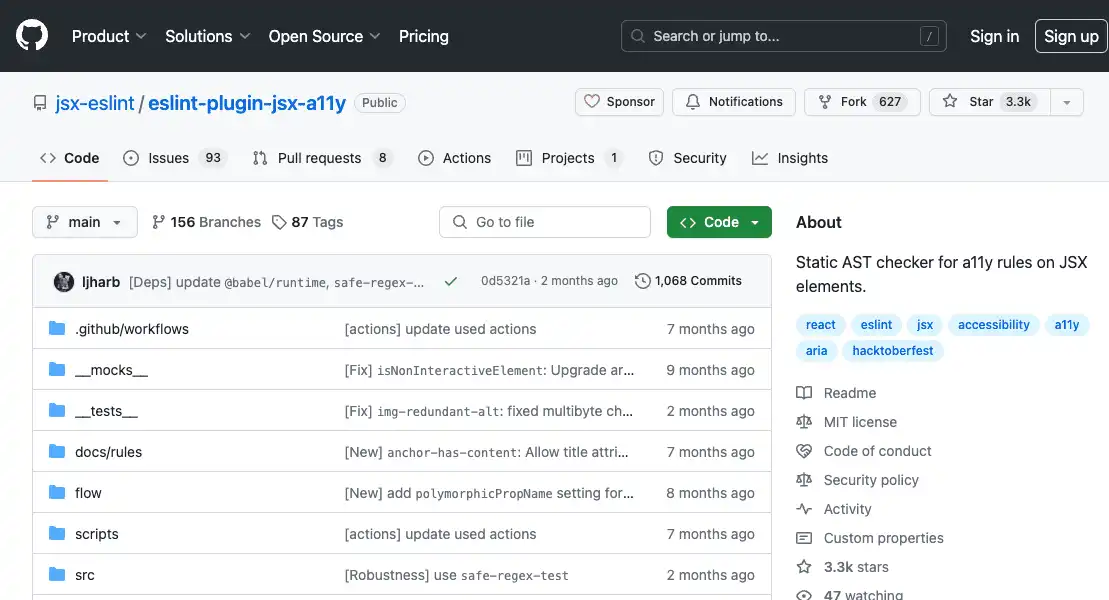 Product Solutions Open Source Pricing Search or jump to... / Sign in Sign up
jsx-eslint / eslint-plugin-jsx-a11y Public Sponsor Notifications Fork 627 Star 3.3k
Code Issues 93 Pull requests 8 Actions Projects 1 Security Insights
main 156 Branches 87 Tags Go to file Code
ljharb [Deps] update @babel/runtime, safe-regex-... 0d5321a · 2 months ago 1,068 Commits
.github/workflows [actions] update used actions 7 months ago
__mocks__ [Fix] isNonInteractiveElement: Upgrade ar... 9 months ago
__tests__ [Fix] img-redundant-alt: fixed multibyte ch... 2 months ago
docs/rules [New] anchor-has-content: Allow title attri... 7 months ago
flow [New] add polymorphicPropName setting for... 8 months ago
scripts [actions] update used actions 7 months ago
src [Robustness] use safe-regex-test 2 months ago
About
Static AST checker for a11y rules on JSX
elements.
react eslint jsx accessibility a11y
aria hacktoberfest
Readme
MIT license
Code of conduct
Security policy
Activity
Custom properties
3.3k stars
47 watching